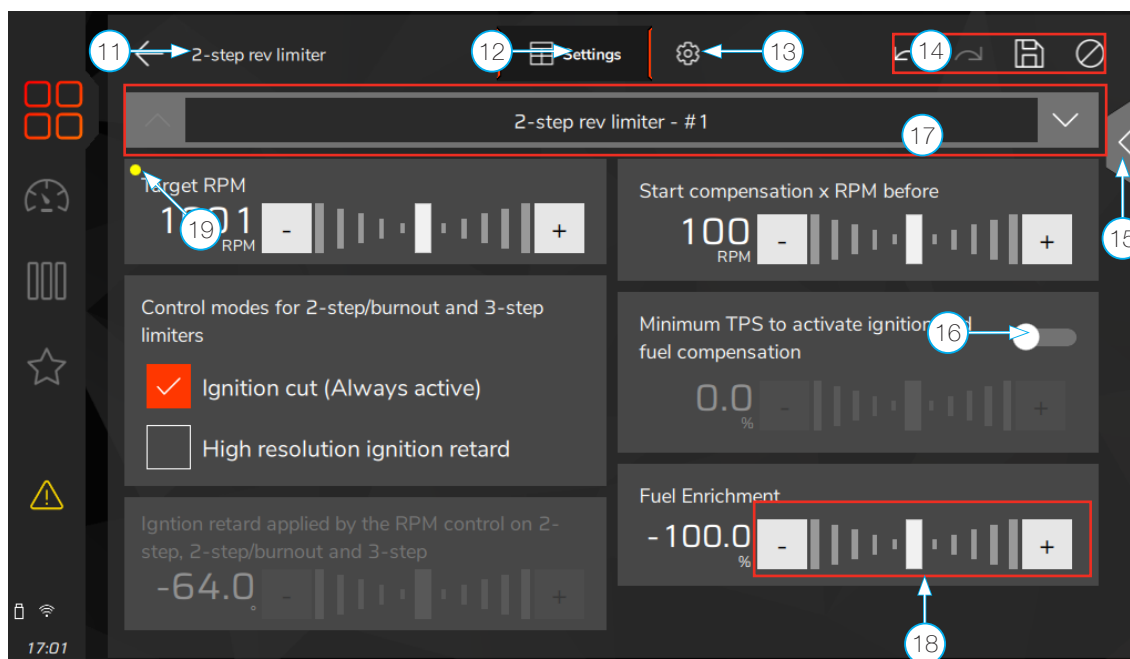 11
2-step rev limiter
12
Settings
13
14
2-step rev limiter - #1
17
15
Target RPM
19
RPM
- +
Start compensation x RPM before
100
RPM
- +
Control modes for 2-step/burnout and 3-step
limiters
Ignition cut (Always active)
High resolution ignition retard
Minimum TPS to activate ignition
fuel compensation
16
0.0
%
- +
Igntion retard applied by the RPM control on 2-
step, 2-step/burnout and 3-step
-64.0
°
- +
Fuel Enrichment
-100.0
%
- +
18
17:01